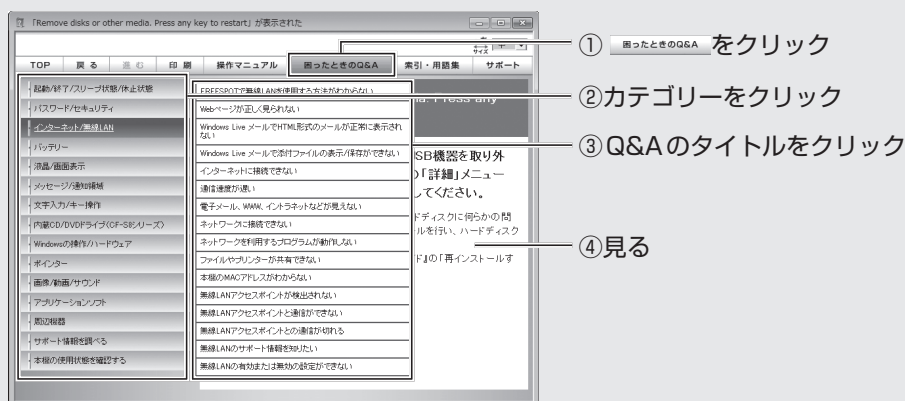 「Remove disks or other media. Press any key to restart」が表示された
サイズ 中
TOP 戻る 進む 印刷 操作マニュアル 困ったときのQ&A 索引・用語集 サポート
起動/終了/スリープ状態/休止状態
パスワード/セキュリティ
インターネット/無線LAN
バッテリー
液晶/画面表示
メッセージ/通知領域
文字入力/キー操作
内蔵CD/DVDドライブ(CF-S8シリーズ)
Windowsの操作/ハードウェア
ポインター
画像/動画/サウンド
アプリケーションソフト
周辺機器
サポート情報を調べる
本機の使用状態を確認する
FREESPOTで無線LANを使用する方法がわからない
Webページが正しく見られない
Windows Live メールでHTML形式のメールが正常に表示され
ない
Windows Live メールで添付ファイルの表示/保存ができない
インターネットに接続できない
通信速度が遅い
電子メール、WWW、イントラネットなどが見えない
ネットワークに接続できない
ネットワークを利用するプログラムが動作しない
ファイルやプリンターが共有できない
本機のMACアドレスがわからない
無線LANアクセスポイントが検出されない
無線LANアクセスポイントと通信ができない
無線LANアクセスポイントとの通信が切れる
無線LANのサポート情報を知りたい
無線LANの有効または無効の設定ができない
ia. Press any
SB機器を取り外
の「詳細」メニュー
してください。
ドディスクに何らかの問
ルを行い、ハードディスク
ド』の「再インストールす
① 困ったときのQ&A をクリック
②カテゴリーをクリック
③Q&Aのタイトルをクリック
④見る